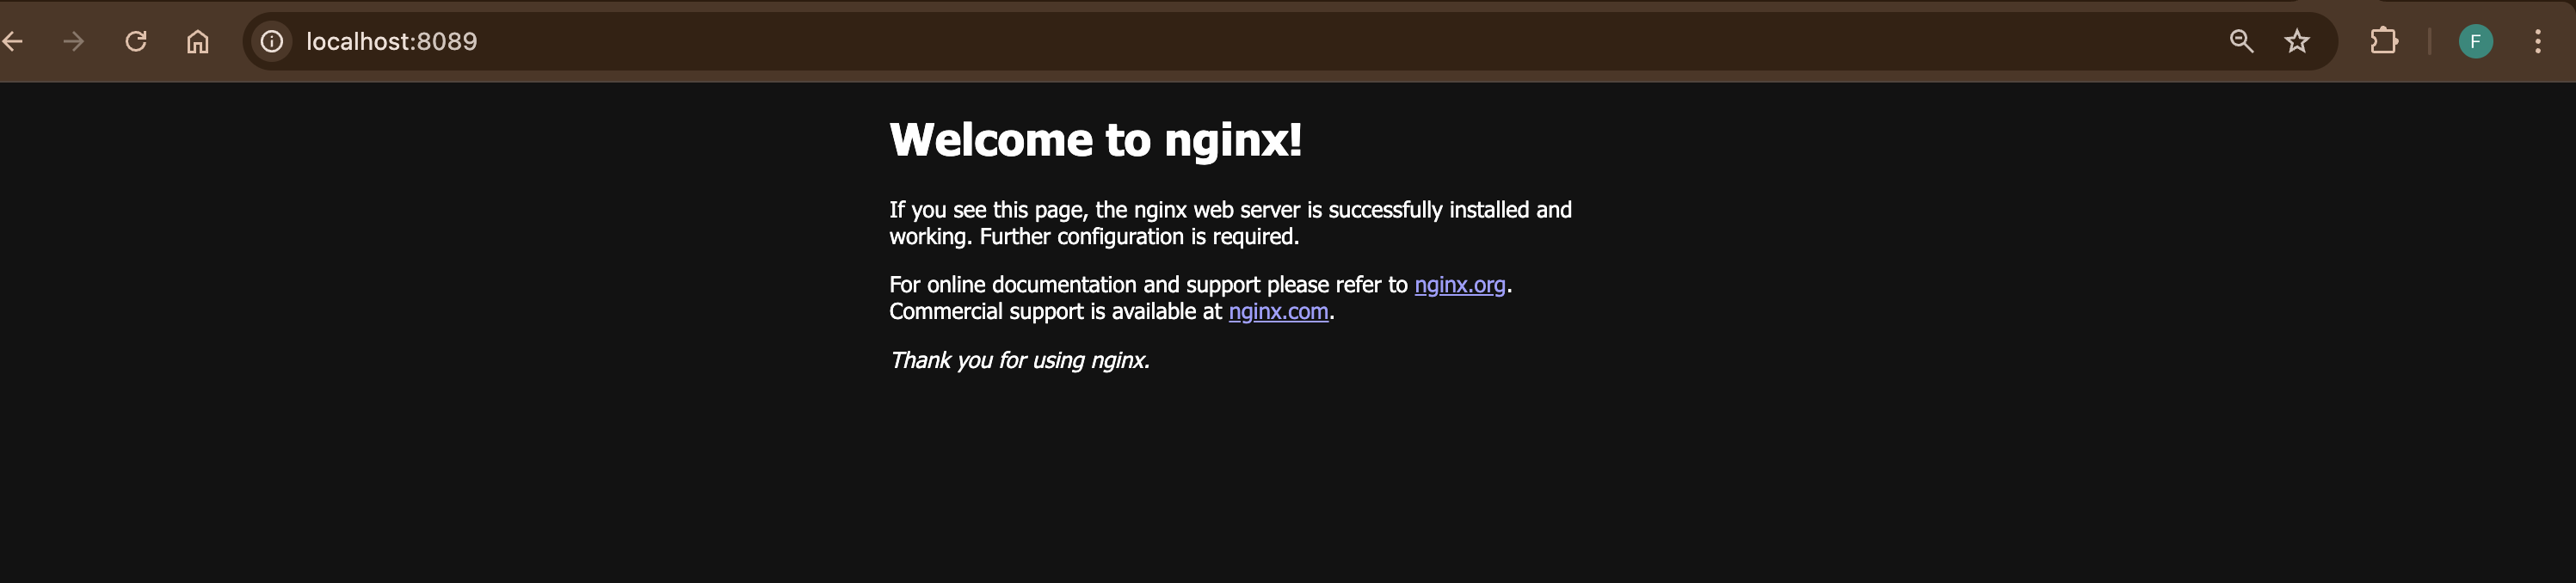 localhost:8089
F
Welcome to nginx!
If you see this page, the nginx web server is successfully installed and
working. Further configuration is required.
For online documentation and support please refer to nginx.org.
Commercial support is available at nginx.com.
Thank you for using nginx.